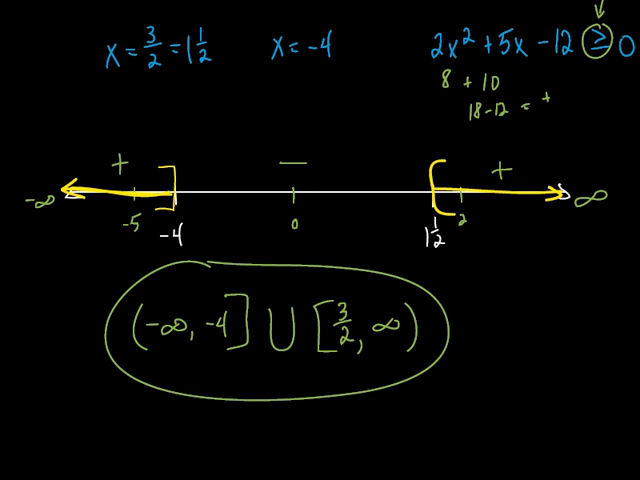 x = 3/2 = 1 1/2 x = -4 2x² + 5x - 12 ≥ 0
8 + 10
18 - 12 = +
+ − +
-∞ ∞
-5 0 2
-4 1 1/2
(-∞, -4] ∪ [3/2, ∞)